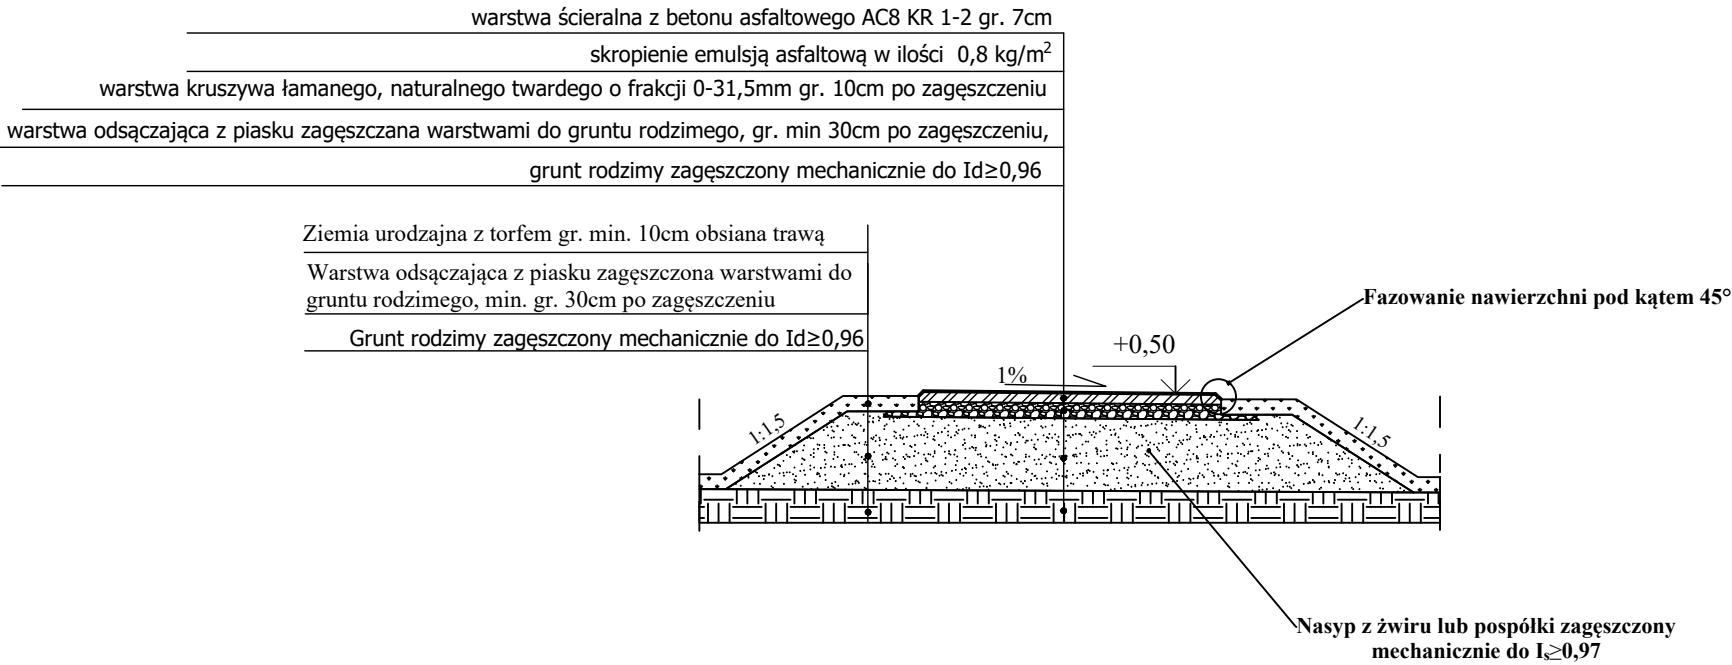 warstwa ścieralna z betonu asfaltowego AC8 KR 1-2 gr. 7cm
skropienie emulsją asfaltową w ilości 0,8 kg/m²
warstwa kruszywa łamanego, naturalnego twardego o frakcji 0-31,5mm gr. 10cm po zagęszczeniu
warstwa odsączająca z piasku zagęszczana warstwami do gruntu rodzimego, gr. min 30cm po zagęszczeniu,
grunt rodzimy zagęszczony mechanicznie do Id≥0,96
Ziemia urodzajna z torfem gr. min. 10cm obsiana trawą
Warstwa odsączająca z piasku zagęszczona warstwami do
gruntu rodzimego, min. gr. 30cm po zagęszczeniu
Grunt rodzimy zagęszczony mechanicznie do Id≥0,96
Fazowanie nawierzchni pod kątem 45°
+0,50
1%
1:1,5
1:1,5
Nasyp z żwiru lub pospółki zagęszczony
mechanicznie do Is≥0,97